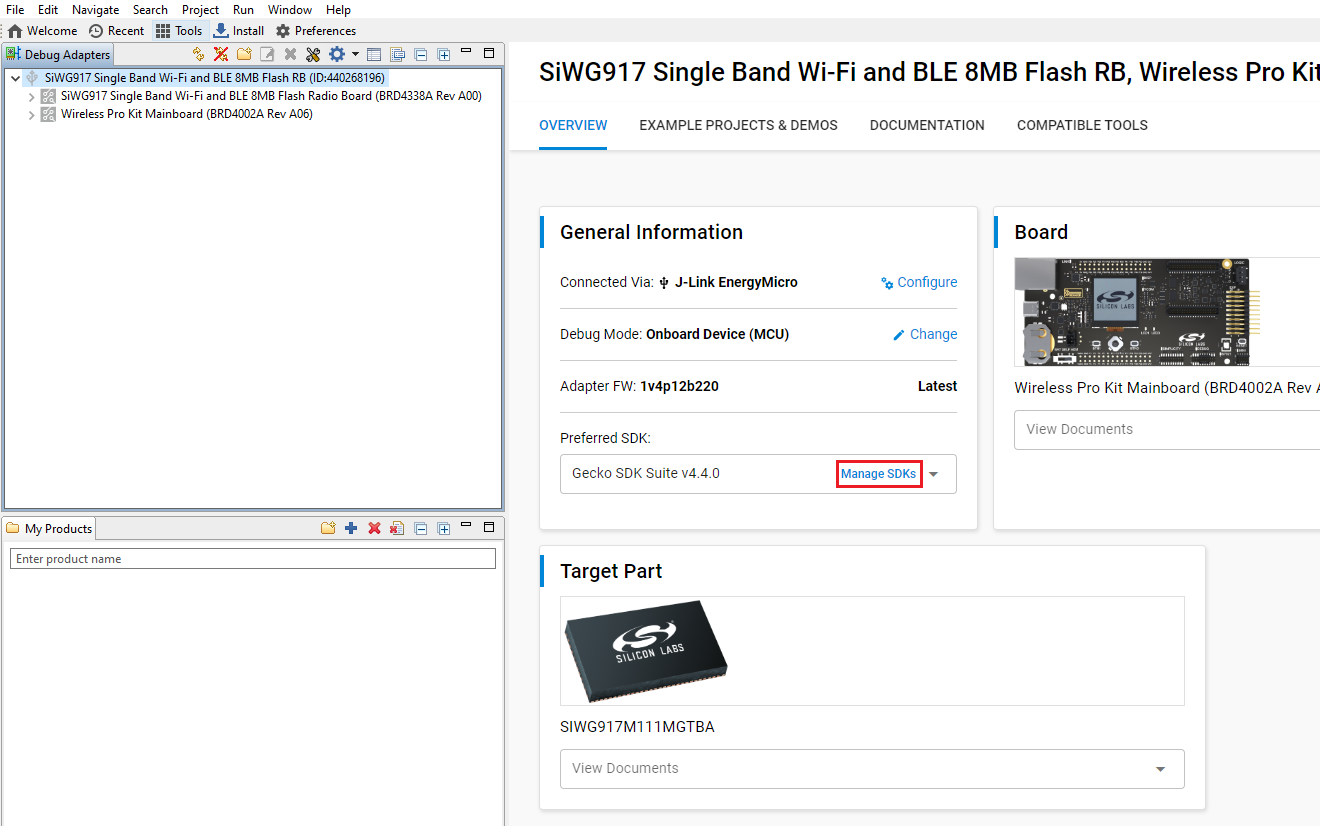 File Edit Navigate Search Project Run Window Help
Welcome Recent Tools Install Preferences
Debug Adapters
SiWG917 Single Band Wi-Fi and BLE 8MB Flash RB (ID:440268196)
SiWG917 Single Band Wi-Fi and BLE 8MB Flash Radio Board (BRD4338A Rev A00)
Wireless Pro Kit Mainboard (BRD4002A Rev A06)
My Products
Enter product name
SiWG917 Single Band Wi-Fi and BLE 8MB Flash RB, Wireless Pro Kit
OVERVIEW EXAMPLE PROJECTS & DEMOS DOCUMENTATION COMPATIBLE TOOLS
General Information
Connected Via: J-Link EnergyMicro Configure
Debug Mode: Onboard Device (MCU) Change
Adapter FW: 1v4p12b220 Latest
Preferred SDK:
Gecko SDK Suite v4.4.0 Manage SDKs
Board
SILICON LABS
SILICON LABS
Wireless Pro Kit Mainboard (BRD4002A Rev A
View Documents
Target Part
SILICON LABS
SIWG917M111MGTBA
View Documents